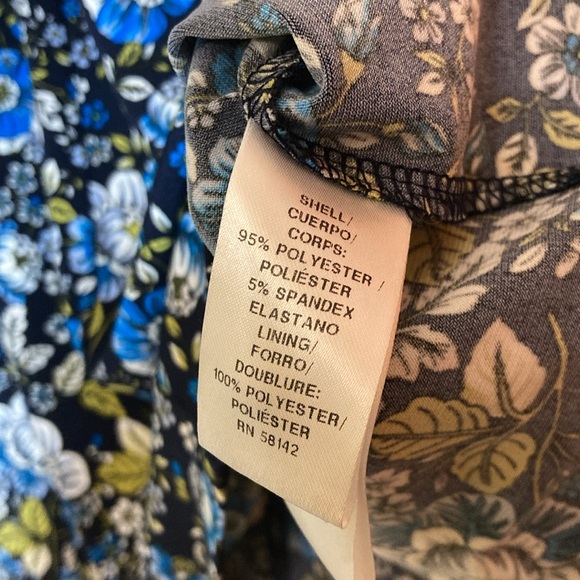 SHELL/
CUERPO/
CORPS:
95% POLYESTER /
POLIÉSTER
5% SPANDEX
ELASTANO
LINING/
FORRO/
DOUBLURE:
100% POLYESTER/
POLIÉSTER
RN 58142